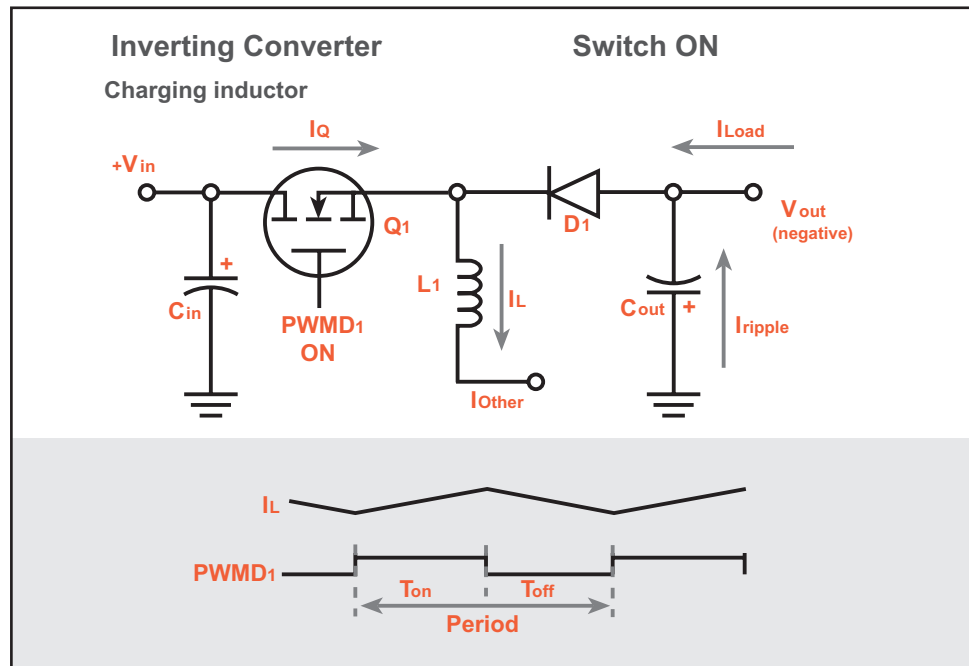 Inverting Converter
Switch ON
Charging inductor
IQ
ILoad
+Vin
Q1
D1
Vout
(negative)
+
L1
IL
Cin
Cout
+
Iripple
PWMD1
ON
IOther
IL
PWMD1
Ton
Toff
Period